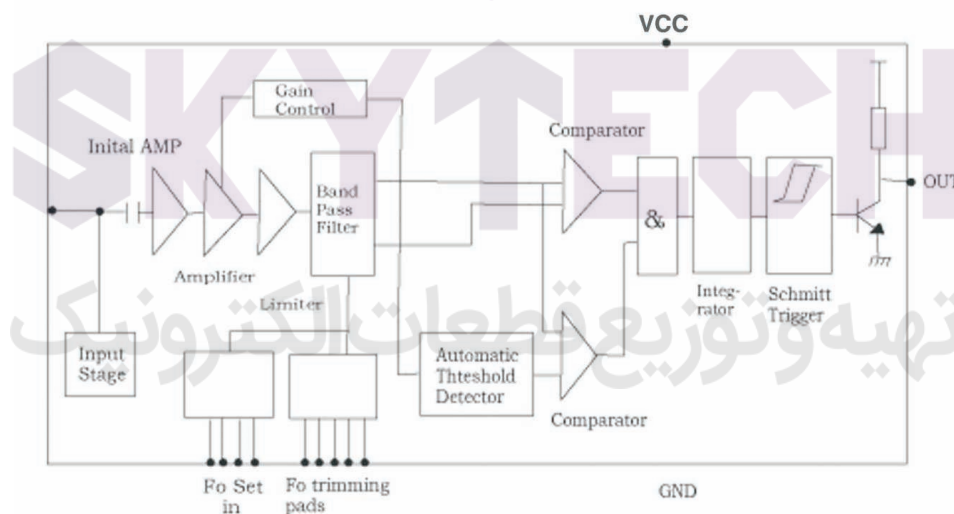 VCC
SKYTECH
Gain
Control
Inital AMP
Comparator
Band
Pass
Filter
OUT
&
Amplifier
Limiter
Integ-
rator
Schmitt
Trigger
تهیه و توزیع قطعات الکترونیک
Input
Stage
Automatic
Thteshold
Detector
Comparator
Fo Set
in
Fo trimming
pads
GND